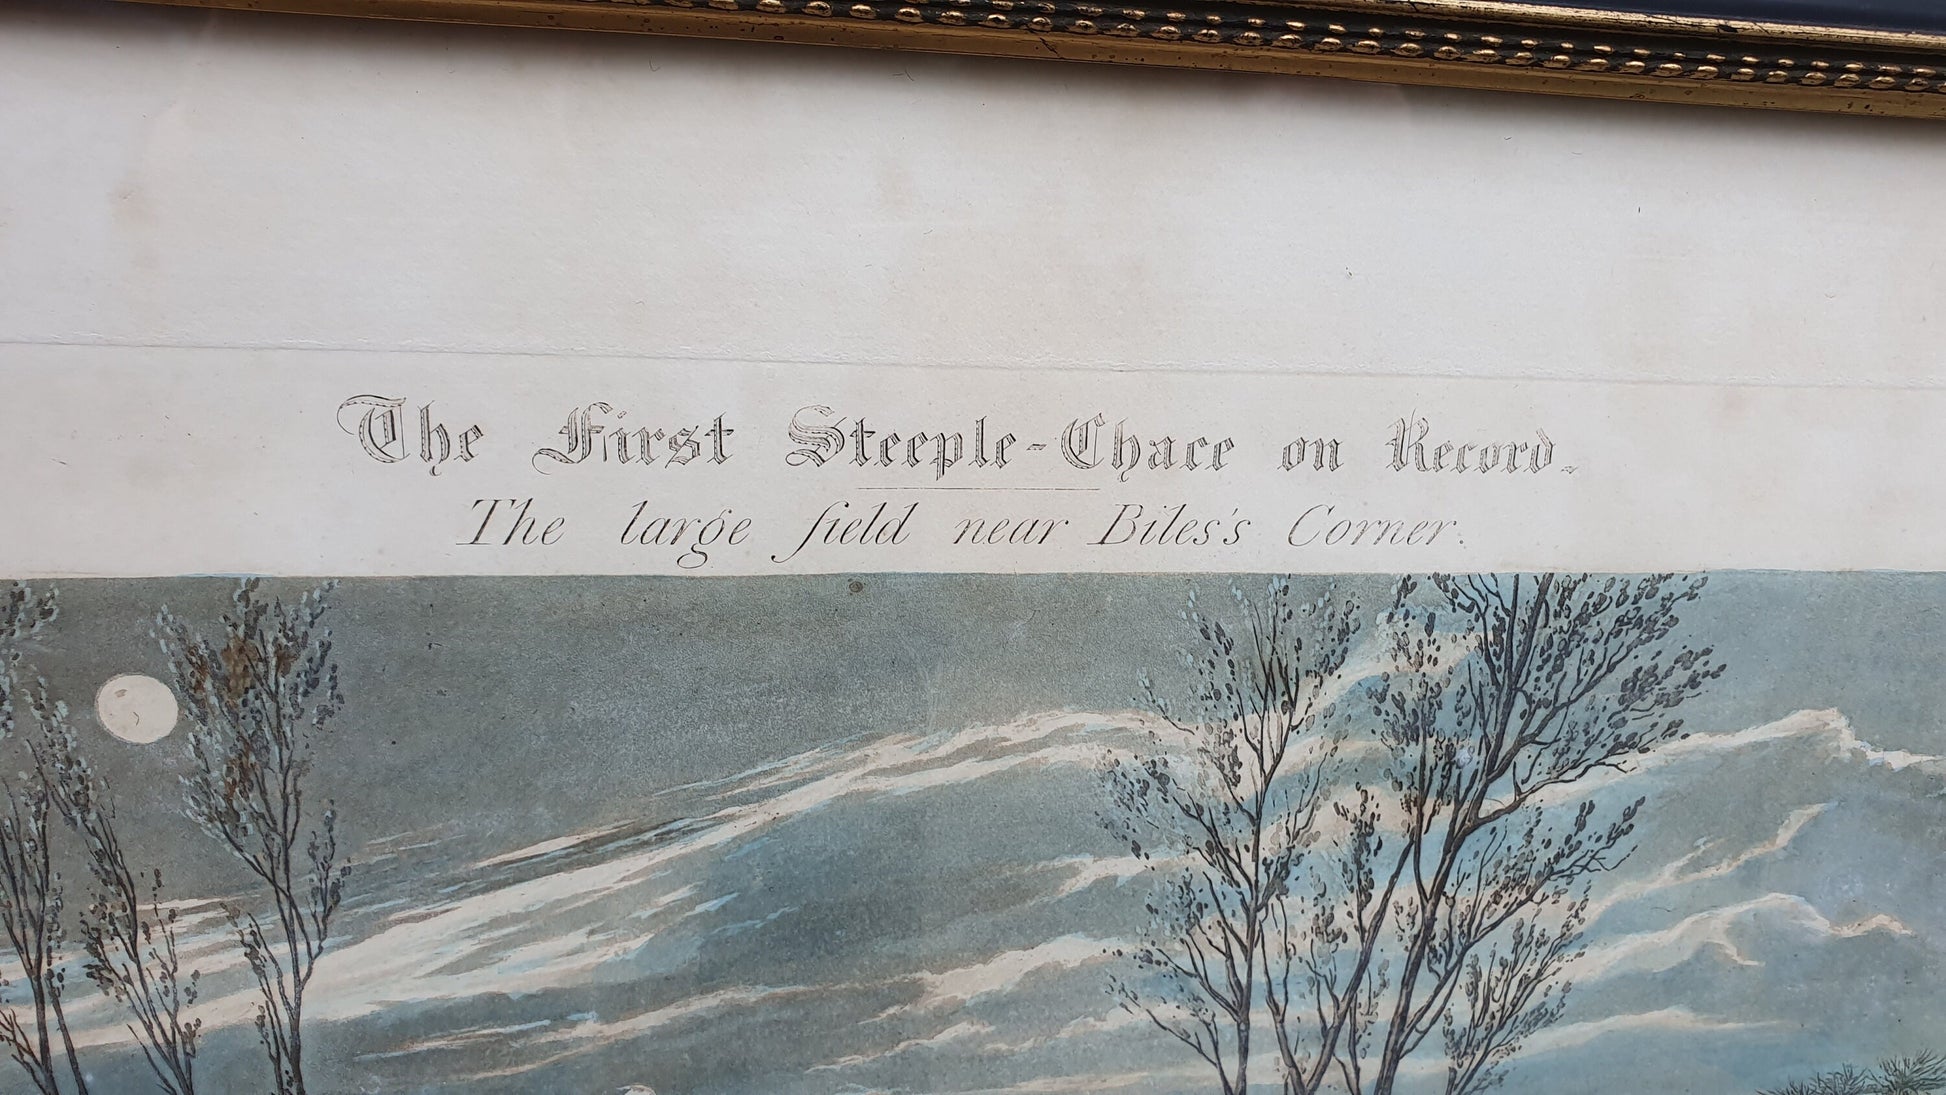 The First Steeple-Chace on Record.
The large field near Biles's Corner.